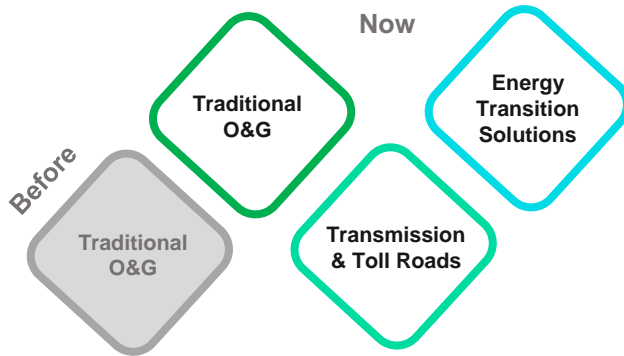 Now
Before
Traditional
O&G
Traditional
O&G
Transmission
& Toll Roads
Energy
Transition
Solutions